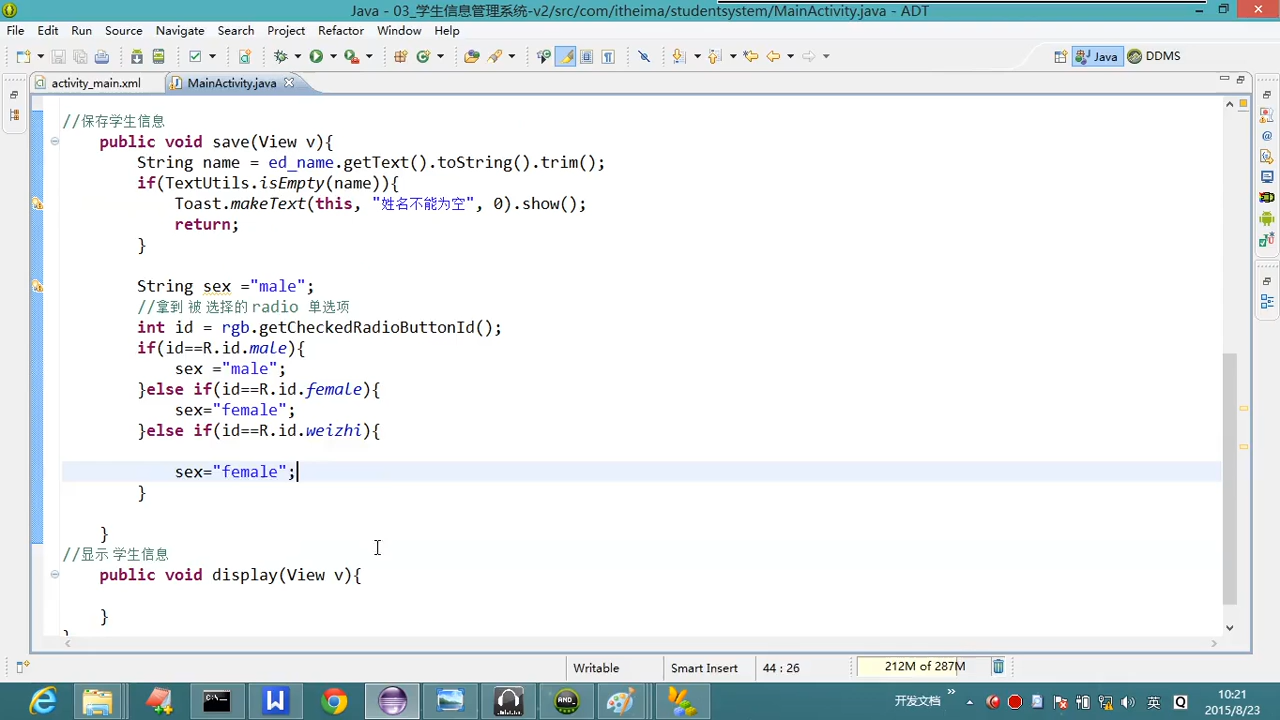 Java - 03_学生信息管理系统-v2/src/com/itheima/studentsystem/MainActivity.java - ADT
File Edit Run Source Navigate Search Project Refactor Window Help
Java DDMS
activity_main.xml MainActivity.java
//保存学生信息
public void save(View v){
String name = ed_name.getText().toString().trim();
if(TextUtils.isEmpty(name)){
Toast.makeText(this, "姓名不能为空", 0).show();
return;
}
String sex ="male";
//拿到 被 选择的 radio 单选项
int id = rgb.getCheckedRadioButtonId();
if(id==R.id.male){
sex ="male";
}else if(id==R.id.female){
sex="female";
}else if(id==R.id.weizhi){
sex="female";
}
}
//显示 学生信息
public void display(View v){
}
Writable Smart Insert 44 : 26 212M of 287M
开发文档 英 10:21
2015/8/23